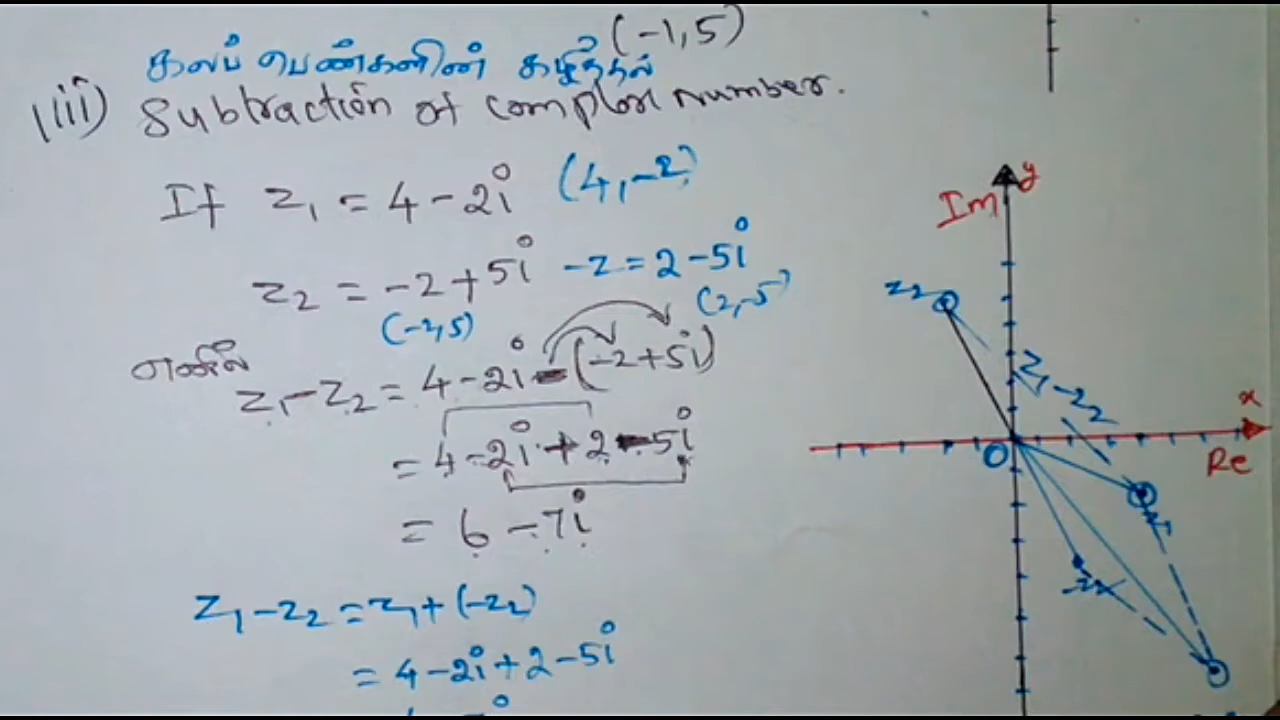 (-1,5)
கலப் பெண்களின் கழித்தல்
(iii) Subtraction of complex number.
If z₁ = 4 - 2i (4,-2)
z₂ = -2 + 5i -z = 2 - 5i
(-2,5) (2,-5)
எனில்
z₁ - z₂ = 4 - 2i - (-2 + 5i)
= 4 - 2i + 2 - 5i
= 6 - 7i
z₁ - z₂ = z₁ + (-z₂)
= 4 - 2i + 2 - 5i
y
Im
z₂
z₁ - z₂
x
O
Re